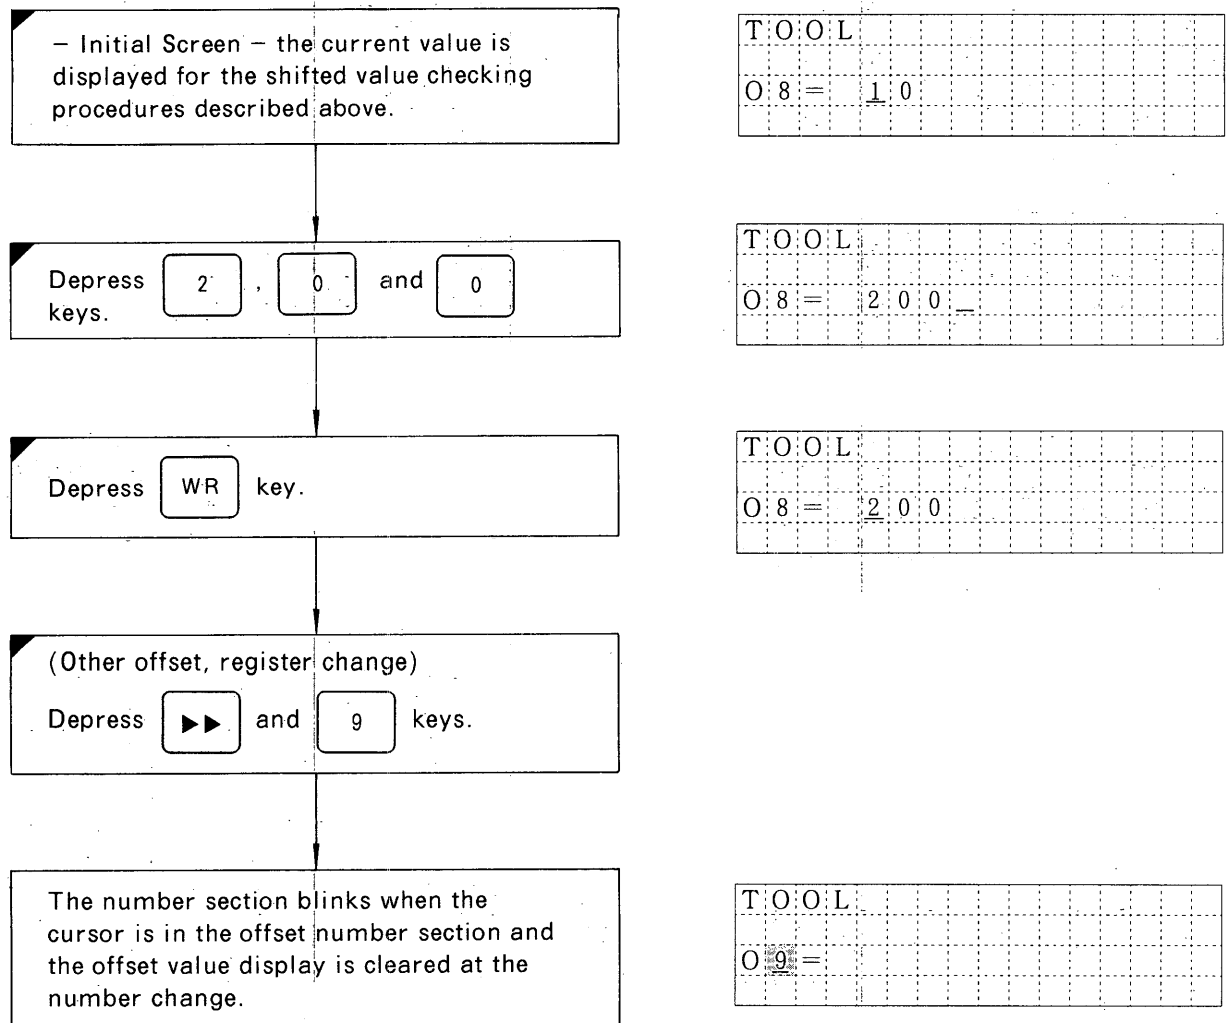 – Initial Screen – the current value is
displayed for the shifted value checking
procedures described above.
TOOL
O8= 10
Depress 2 , 0 and 0
keys.
TOOL
O8= 200_
Depress WR key.
TOOL
O8= 200
(Other offset, register change)
Depress ▶▶ and 9 keys.
The number section blinks when the
cursor is in the offset number section and
the offset value display is cleared at the
number change.
TOOL
O9=